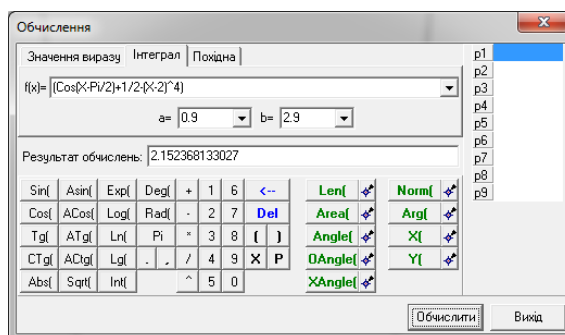 Обчислення
Значення виразу Інтеграл Похідна
f(x)= (Cos(X-Pi/2)+1/2-(X-2)^4)
a= 0.9 b= 2.9
Результат обчислень: 2.152368133027
p1
p2
p3
p4
p5
p6
p7
p8
p9
Sin( Asin( Exp( Deg( + 1 6 <-- Len( Norm(
Cos( ACos( Log( Rad( - 2 7 Del Area( Arg(
Tg( ATg( Ln( Pi * 3 8 ( ) Angle( X(
CTg( ACtg( Lg( . , / 4 9 X P OAngle( Y(
Abs( Sqrt( Int( ^ 5 0 XAngle(
Обчислити Вихід